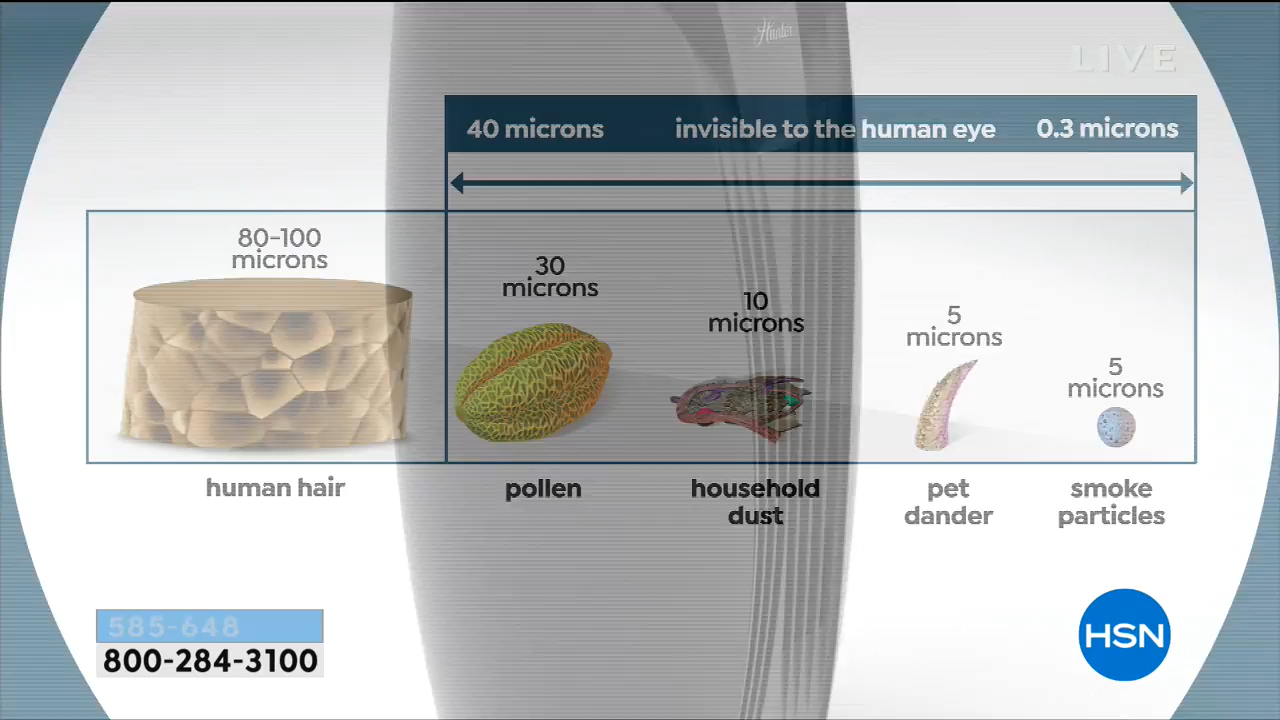 Hunter
LIVE
40 microns
invisible to the human eye
0.3 microns
80-100
microns
30
microns
10
microns
5
microns
5
microns
human hair
pollen
household
dust
pet
dander
smoke
particles
585-648
800-284-3100
HSN